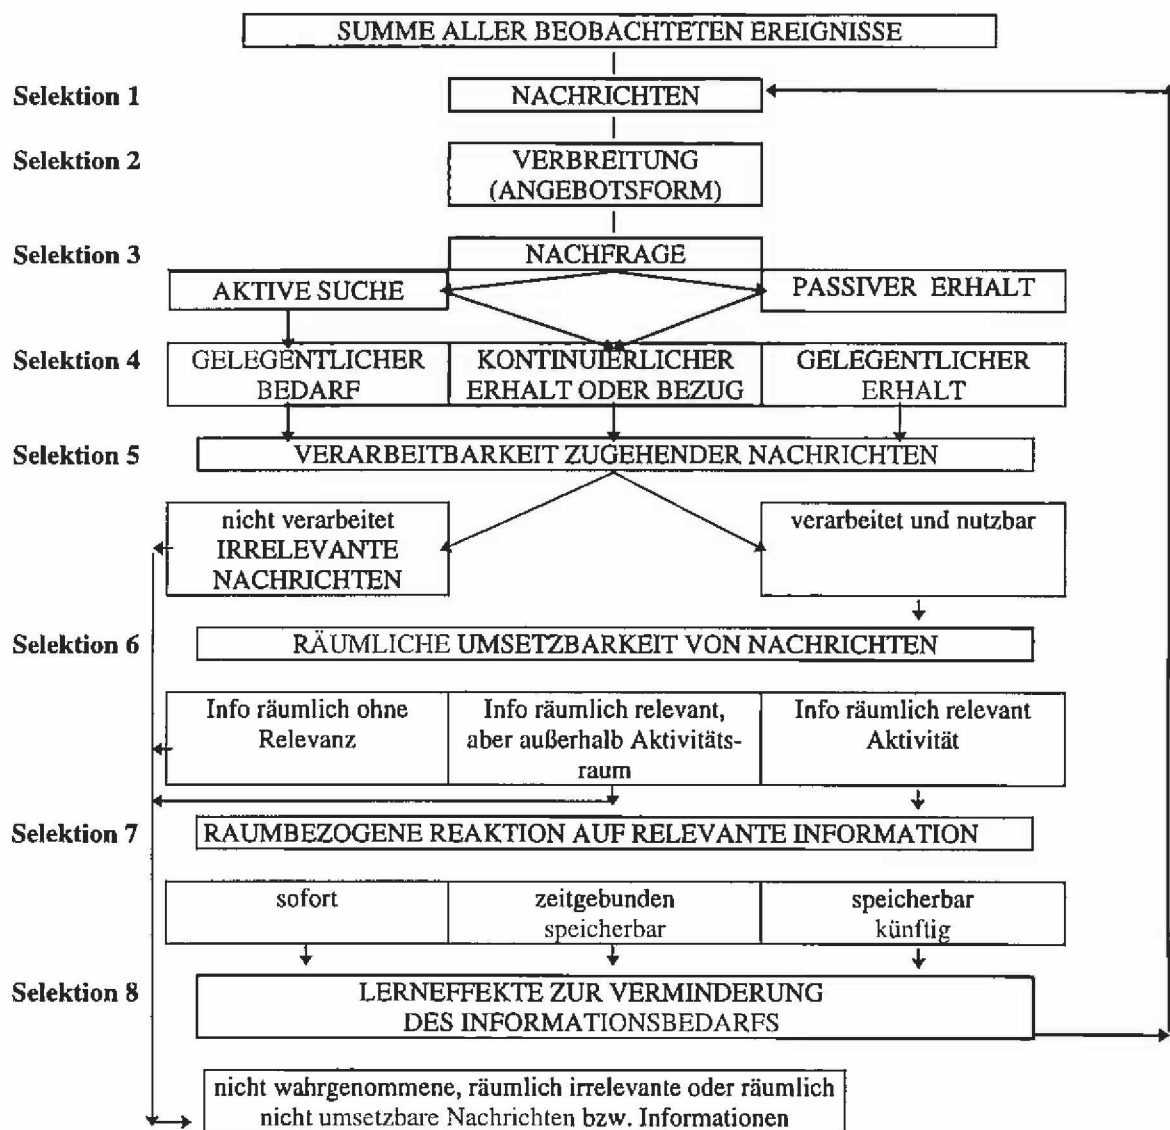 SUMME ALLER BEOBACHTETEN EREIGNISSE
Selektion 1
NACHRICHTEN
Selektion 2
VERBREITUNG
(ANGEBOTSFORM)
Selektion 3
NACHFRAGE
AKTIVE SUCHE
PASSIVER ERHALT
Selektion 4
GELEGENTLICHER
BEDARF
KONTINUIERLICHER
ERHALT ODER BEZUG
GELEGENTLICHER
ERHALT
Selektion 5
VERARBEITBARKEIT ZUGEHENDER NACHRICHTEN
nicht verarbeitet
IRRELEVANTE
NACHRICHTEN
verarbeitet und nutzbar
Selektion 6
RÄUMLICHE UMSETZBARKEIT VON NACHRICHTEN
Info räumlich ohne
Relevanz
Info räumlich relevant,
aber außerhalb Aktivitäts-
raum
Info räumlich relevant
Aktivität
Selektion 7
RAUMBEZOGENE REAKTION AUF RELEVANTE INFORMATION
sofort
zeitgebunden
speicherbar
speicherbar
künftig
Selektion 8
LERNEFFEKTE ZUR VERMINDERUNG
DES INFORMATIONSBEDARFS
nicht wahrgenommene, räumlich irrelevante oder räumlich
nicht umsetzbare Nachrichten bzw. Informationen